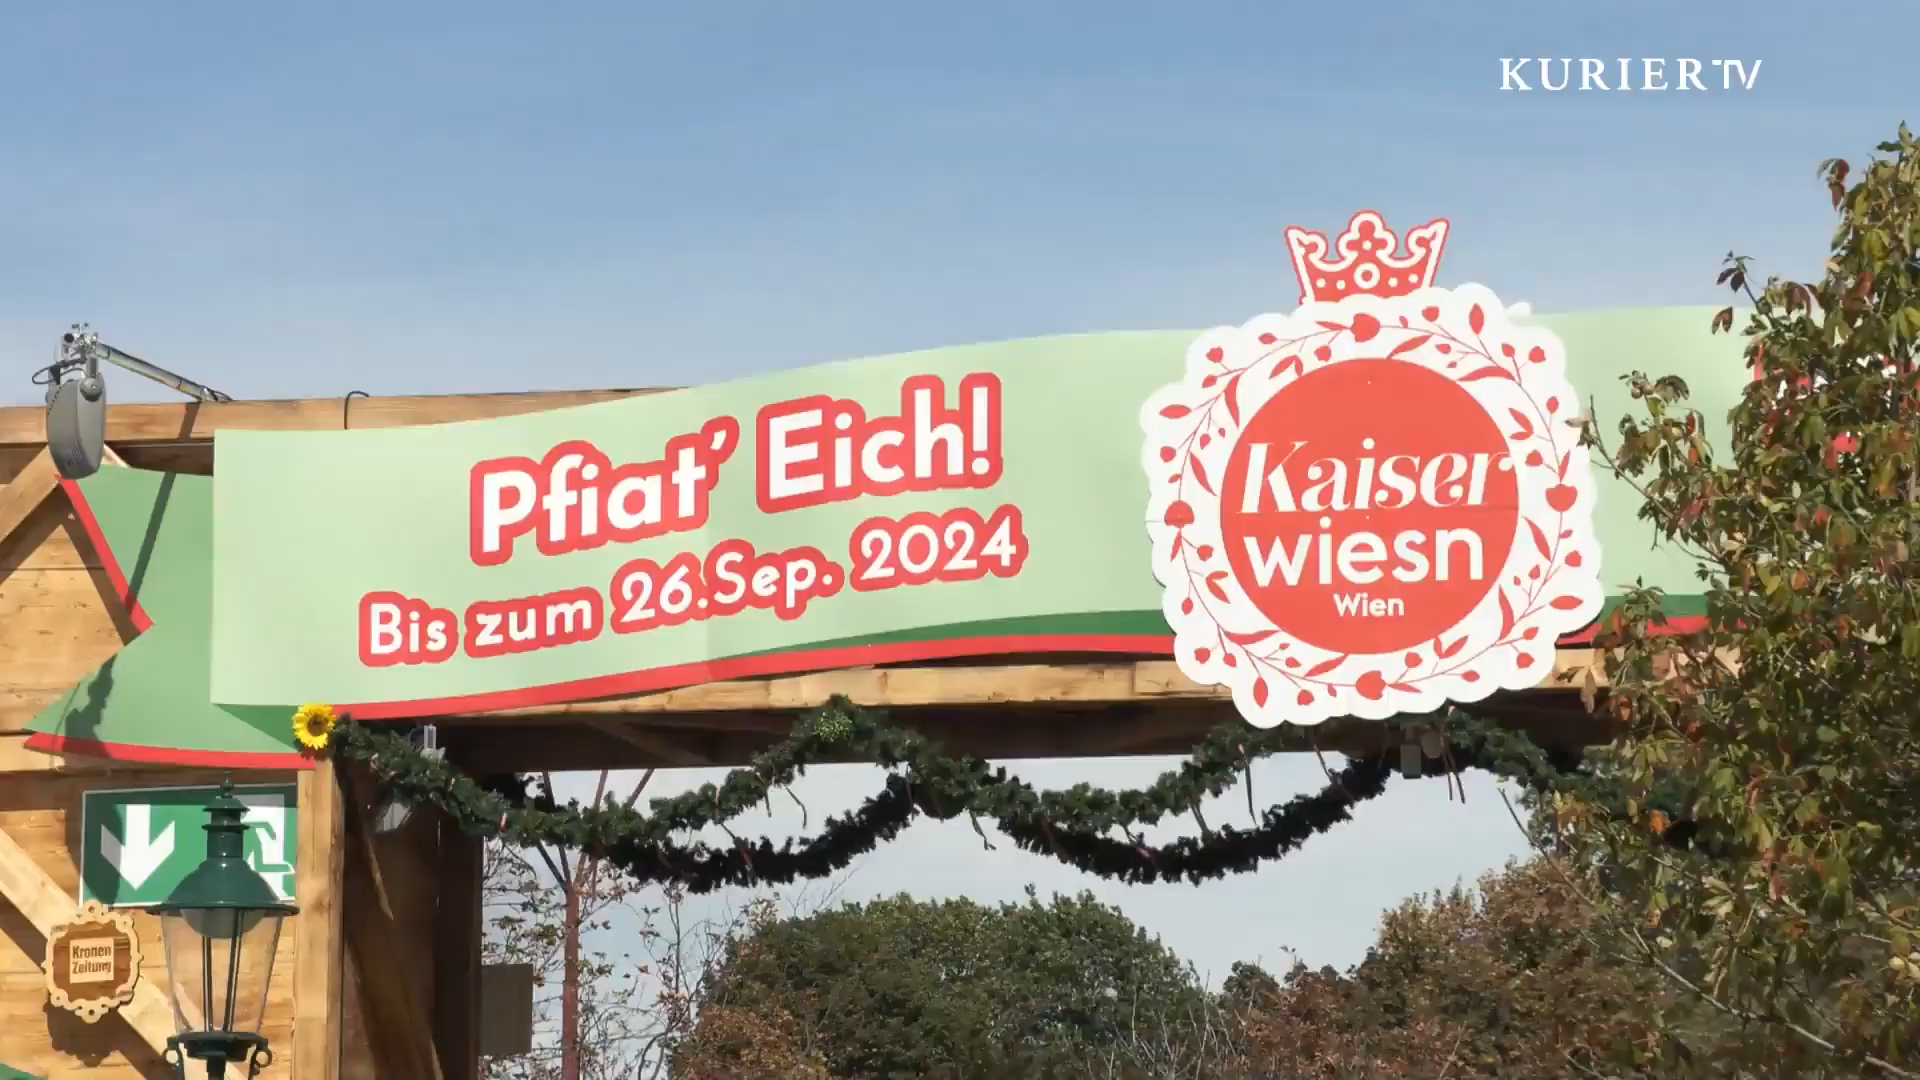 KURIER TV
Pfiat' Eich!
Bis zum 26.Sep. 2024
Kaiser
wiesn
Wien
Kronen
Zeitung